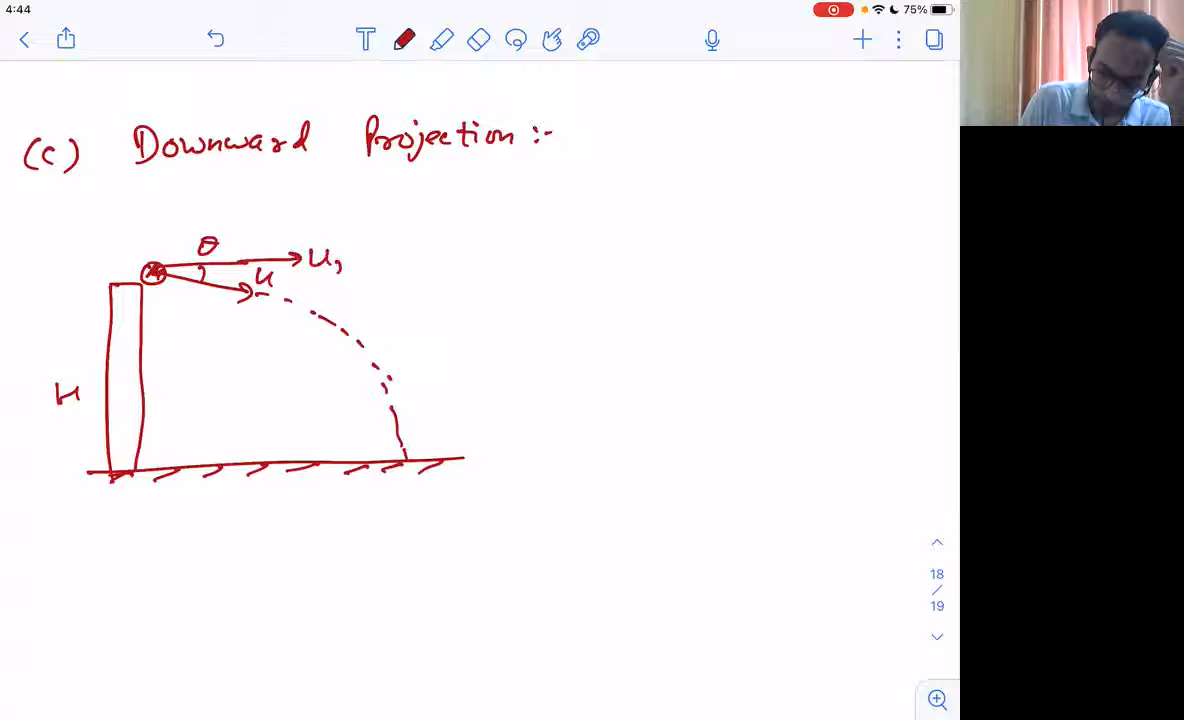 4:44
75%
(C) Downward Projection :-
θ
U,
u
H
18
/
19